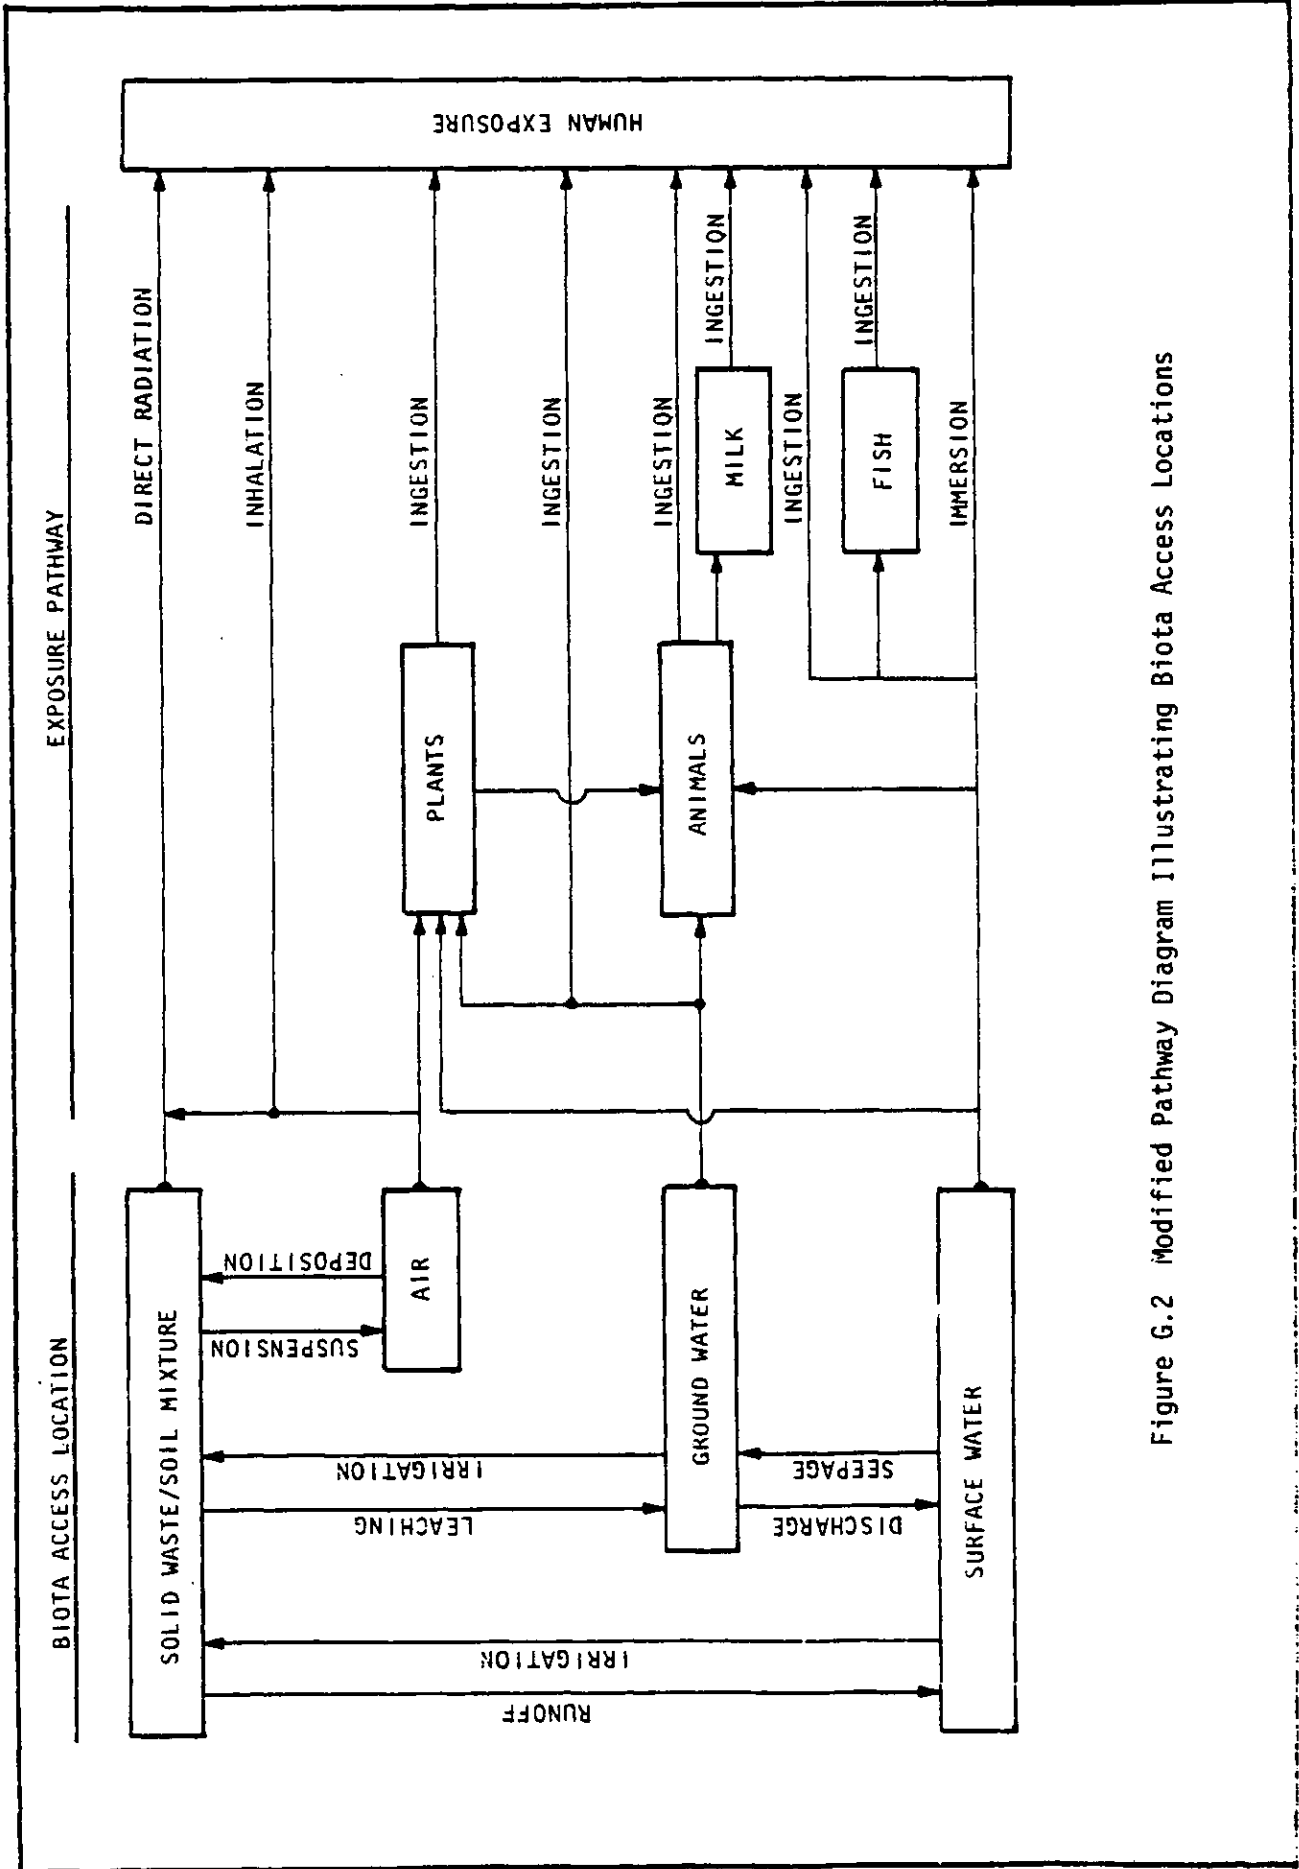 BIOTA ACCESS LOCATION
EXPOSURE PATHWAY
SOLID WASTE/SOIL MIXTURE
DIRECT RADIATION
HUMAN EXPOSURE
SUSPENSION
DEPOSITION
INHALATION
AIR
PLANTS
INGESTION
LEACHING
IRRIGATION
INGESTION
RUNOFF
IRRIGATION
GROUND WATER
ANIMALS
INGESTION
MILK
INGESTION
DISCHARGE
SEEPAGE
INGESTION
FISH
INGESTION
SURFACE WATER
IMMERSION
Figure G.2 Modified Pathway Diagram Illustrating Biota Access Locations